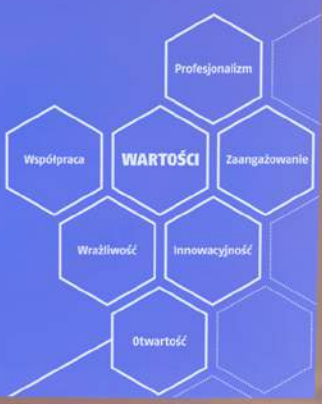 Profesjonalizm
Współpraca
WARTOŚCI
Zaangażowanie
Wrażliwość
Innowacyjność
Otwartość